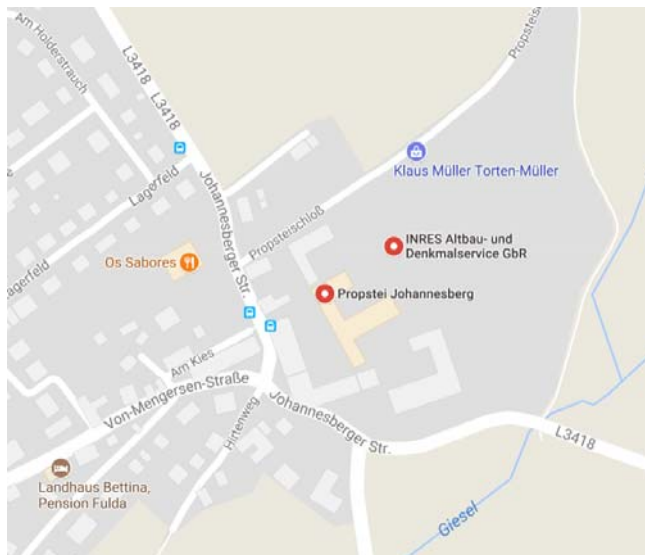 Am Holderstrauch
L3418
L3418
Propsteischloß
Klaus Müller Torten-Müller
Lagerfeld
Johannesberger Str.
Propsteischloß
INRES Altbau- und
Denkmalservice GbR
Os Sabores
Lagerfeld
Propstei Johannesberg
Am Kies
Von-Mengersen-Straße
Hirtenweg
Johannesberger Str.
L3418
Landhaus Bettina,
Pension Fulda
Giesel